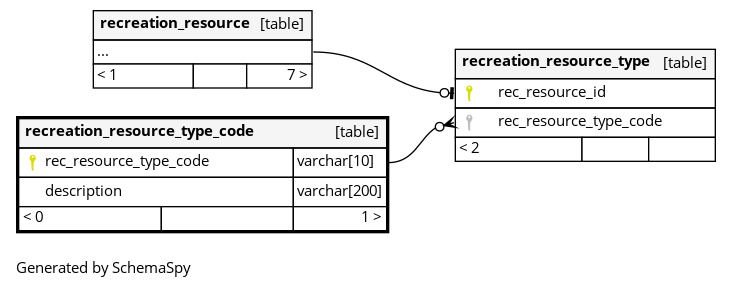 recreation_resource [table]
...
< 1 7 >
recreation_resource_type [table]
rec_resource_id
rec_resource_type_code
< 2
recreation_resource_type_code [table]
rec_resource_type_code varchar[10]
description varchar[200]
< 0 1 >
Generated by SchemaSpy